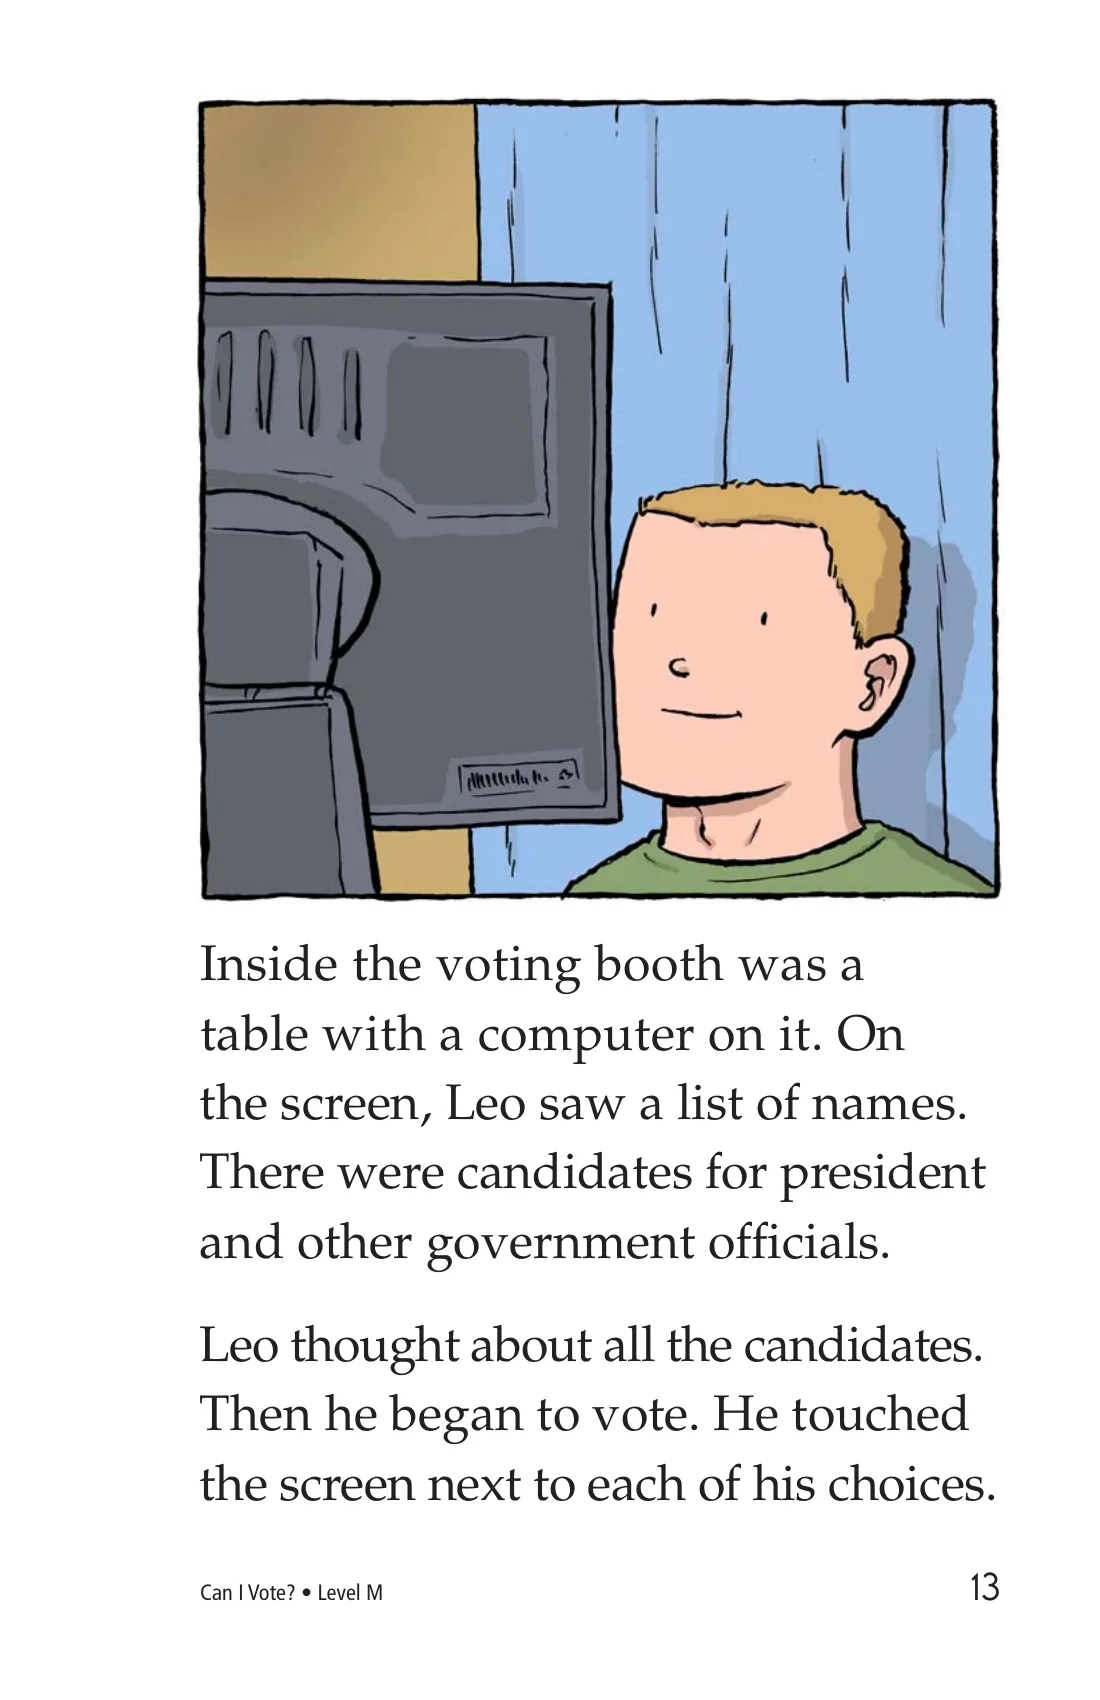 Inside the voting booth was a
table with a computer on it. On
the screen, Leo saw a list of names.
There were candidates for president
and other government officials.
Leo thought about all the candidates.
Then he began to vote. He touched
the screen next to each of his choices.
Can I Vote? • Level M 13